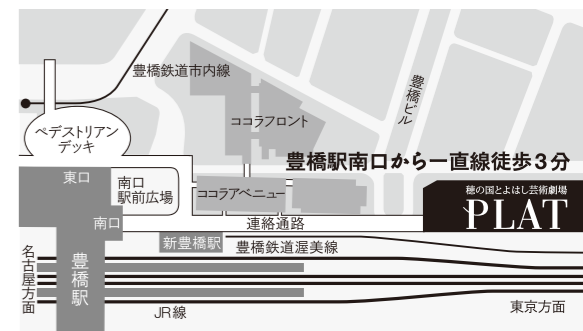 豊橋鉄道市内線
豊橋ビル
ココラフロント
ペデストリアン
デッキ
豊橋駅南口から一直線徒歩3分
東口
南口
駅前広場
ココラアベニュー
穂の国とよはし芸術劇場
PLAT
南口
連絡通路
新豊橋駅
豊橋鉄道渥美線
名古屋方面
豊橋駅
JR線
東京方面